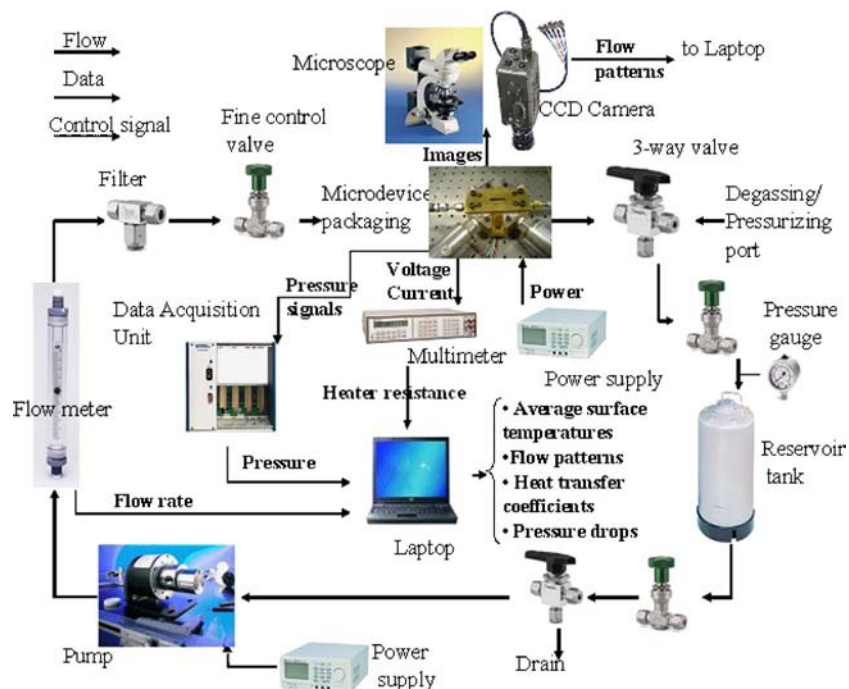 Flow
Data
Control signal
Microscope
Flow
patterns
to Laptop
CCD Camera
Fine control
valve
Filter
Images
3-way valve
Microdevice
packaging
Degassing/
Pressurizing
port
Pressure
signals
Voltage
Current
Power
Data Acquisition
Unit
Multimeter
Power supply
Pressure
gauge
Flow meter
Heater resistance
• Average surface
temperatures
•Flow patterns
• Heat transfer
coefficients
• Pressure drops
Reservoir
tank
Pressure
Flow rate
Laptop
Pump
Power
supply
Drain